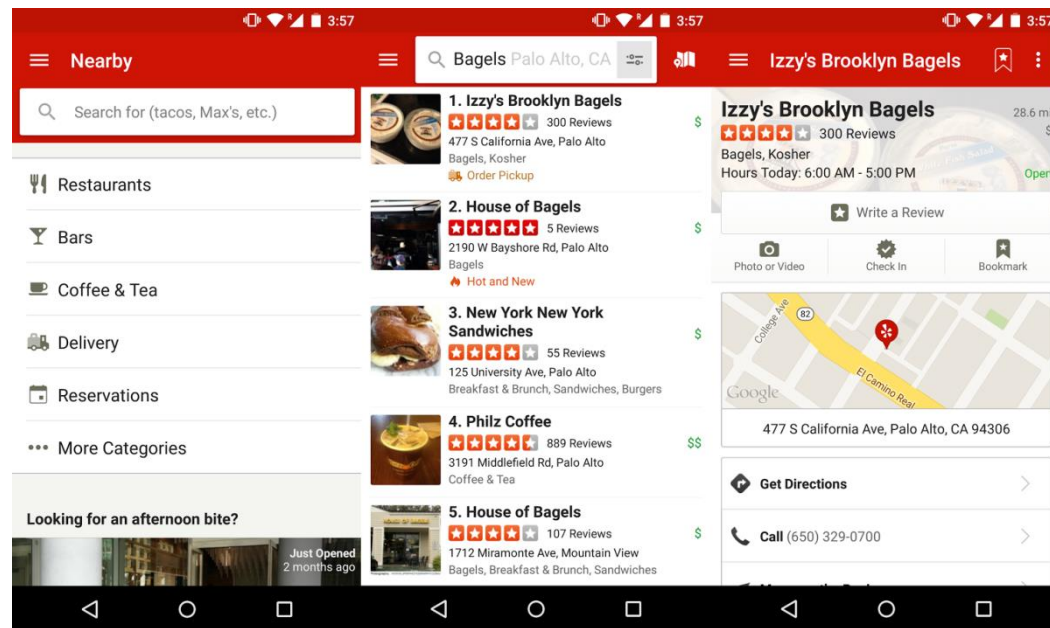 R 3:57
Nearby
Search for (tacos, Max's, etc.)
Restaurants
Bars
Coffee & Tea
Delivery
Reservations
More Categories
Looking for an afternoon bite?
Just Opened
2 months ago
R 3:57
Bagels Palo Alto, CA
1. Izzy's Brooklyn Bagels
300 Reviews $
477 S California Ave, Palo Alto
Bagels, Kosher
Order Pickup
2. House of Bagels
5 Reviews $
2190 W Bayshore Rd, Palo Alto
Bagels
Hot and New
3. New York New York
Sandwiches $
55 Reviews
125 University Ave, Palo Alto
Breakfast & Brunch, Sandwiches, Burgers
4. Philz Coffee
889 Reviews $$
3191 Middlefield Rd, Palo Alto
Coffee & Tea
5. House of Bagels
107 Reviews $
1712 Miramonte Ave, Mountain View
Bagels, Breakfast & Brunch, Sandwiches
R 3:57
Izzy's Brooklyn Bagels
Izzy's Brooklyn Bagels 28.6 m
300 Reviews $
Bagels, Kosher
Hours Today: 6:00 AM - 5:00 PM Open
Write a Review
Photo or Video Check In Bookmark
College Ave
82
El Camino Real
Google
477 S California Ave, Palo Alto, CA 94306
Get Directions
Call (650) 329-0700